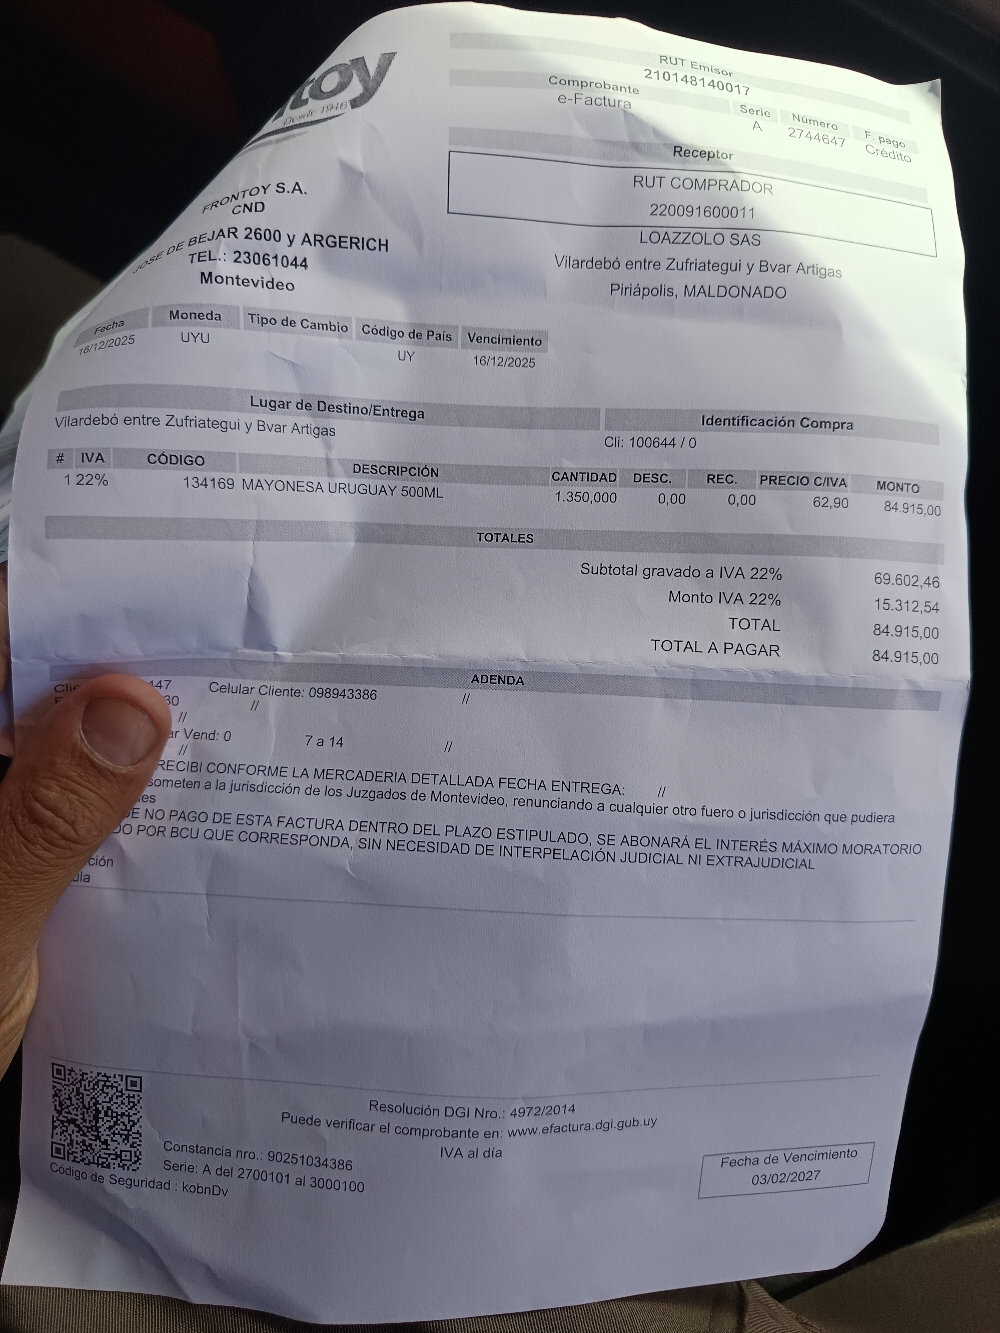 toy
Desde 1946
RUT Emisor
210148140017
Comprobante
e-Factura
Serie
A
Número
2744647
F. pago
Crédito
Receptor
RUT COMPRADOR
220091600011
LOAZZOLO SAS
Vilardebó entre Zufriategui y Bvar Artigas
Piriápolis, MALDONADO
FRONTOY S.A.
CND
JOSE DE BEJAR 2600 y ARGERICH
TEL.: 23061044
Montevideo
Fecha Moneda Tipo de Cambio Código de País Vencimiento
16/12/2025 UYU UY 16/12/2025
Lugar de Destino/Entrega Identificación Compra
Vilardebó entre Zufriategui y Bvar Artigas Cli: 100644 / 0
# IVA CÓDIGO DESCRIPCIÓN CANTIDAD DESC. REC. PRECIO C/IVA MONTO
1 22% 134169 MAYONESA URUGUAY 500ML 1.350,000 0,00 0,00 62,90 84.915,00
TOTALES
Subtotal gravado a IVA 22% 69.602,46
Monto IVA 22% 15.312,54
TOTAL 84.915,00
TOTAL A PAGAR 84.915,00
ADENDA
147 Celular Cliente: 098943386 //
30 //
//
Vend: 0 7 a 14 //
//
RECIBI CONFORME LA MERCADERIA DETALLADA FECHA ENTREGA: //
someten a la jurisdicción de los Juzgados de Montevideo, renunciando a cualquier otro fuero o jurisdicción que pudiera
DE NO PAGO DE ESTA FACTURA DENTRO DEL PLAZO ESTIPULADO, SE ABONARÁ EL INTERÉS MÁXIMO MORATORIO
DO POR BCU QUE CORRESPONDA, SIN NECESIDAD DE INTERPELACIÓN JUDICIAL NI EXTRAJUDICIAL
ción
ula
Resolución DGI Nro.: 4972/2014
Puede verificar el comprobante en: www.efactura.dgi.gub.uy
IVA al día
Constancia nro.: 90251034386
Serie: A del 2700101 al 3000100
Código de Seguridad : kobnDv
Fecha de Vencimiento
03/02/2027